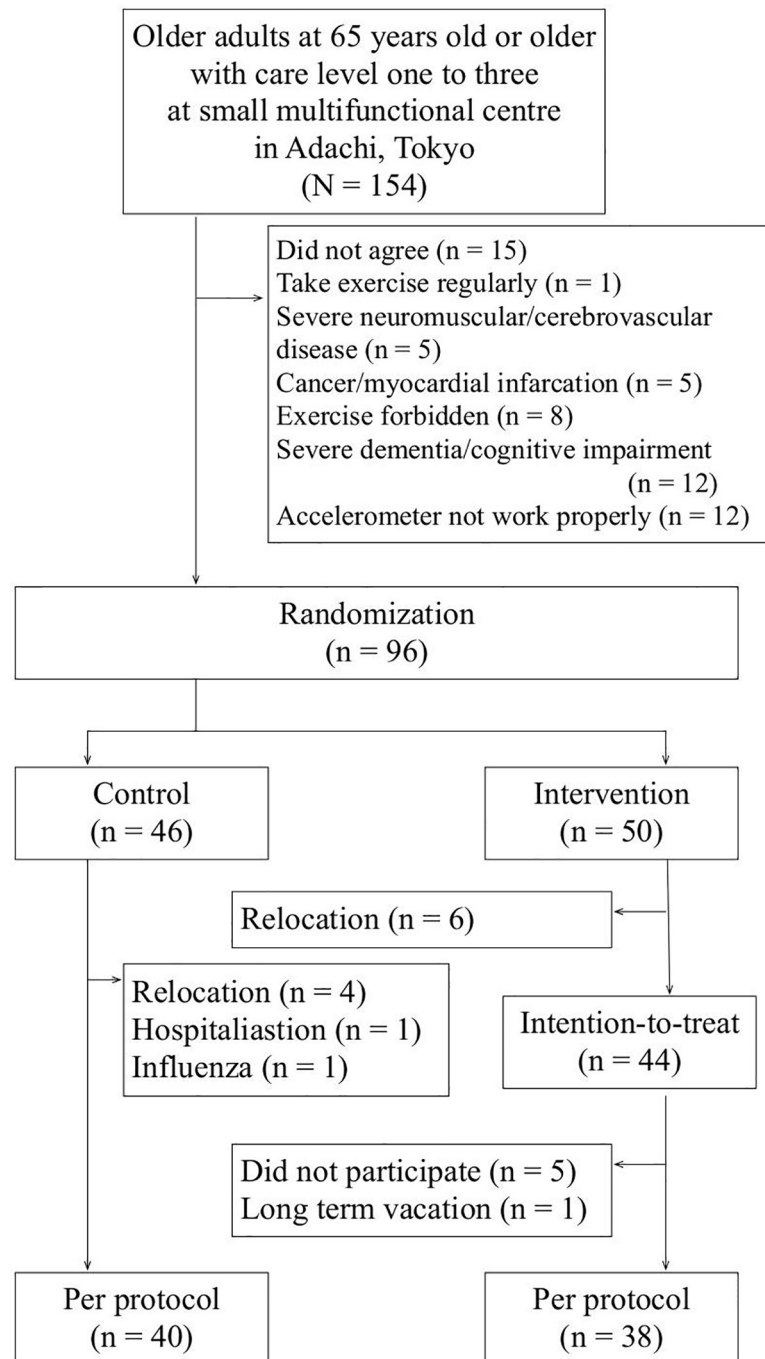 Older adults at 65 years old or older
with care level one to three
at small multifunctional centre
in Adachi, Tokyo
(N = 154)
Did not agree (n = 15)
Take exercise regularly (n = 1)
Severe neuromuscular/cerebrovascular
disease (n = 5)
Cancer/myocardial infarcation (n = 5)
Exercise forbidden (n = 8)
Severe dementia/cognitive impairment
(n = 12)
Accelerometer not work properly (n = 12)
Randomization
(n = 96)
Control
(n = 46)
Intervention
(n = 50)
Relocation (n = 6)
Relocation (n = 4)
Hospitaliastion (n = 1)
Influenza (n = 1)
Intention-to-treat
(n = 44)
Did not participate (n = 5)
Long term vacation (n = 1)
Per protocol
(n = 40)
Per protocol
(n = 38)